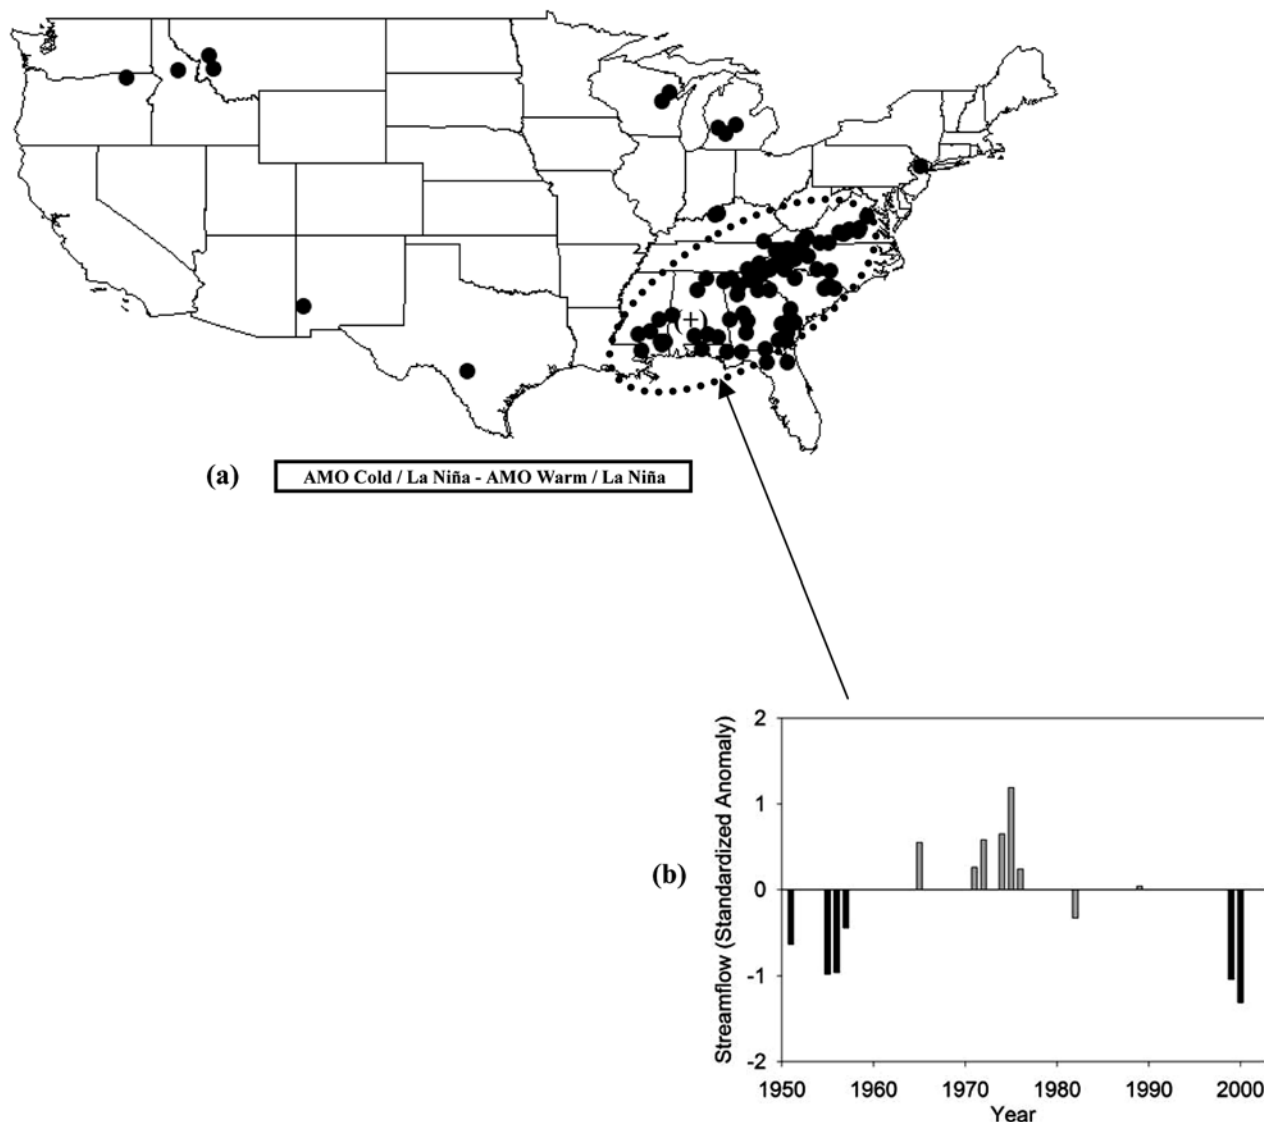 (+)
(a)
AMO Cold / La Niña - AMO Warm / La Niña
(b)
Streamflow (Standardized Anomaly)
2
1
0
-1
-2
1950 1960 1970 1980 1990 2000
Year